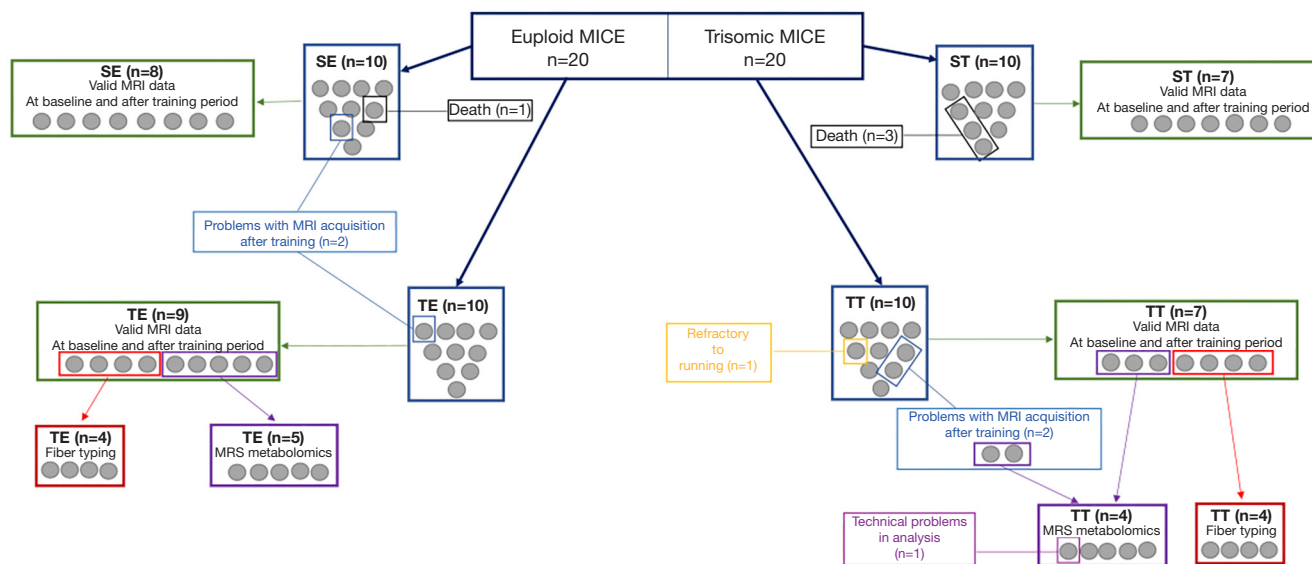 Euploid MICE
n=20
Trisomic MICE
n=20
SE (n=8)
Valid MRI data
At baseline and after training period
SE (n=10)
Death (n=1)
ST (n=10)
Death (n=3)
ST (n=7)
Valid MRI data
At baseline and after training period
Problems with MRI acquisition
after training (n=2)
TE (n=9)
Valid MRI data
At baseline and after training period
TE (n=10)
TE (n=4)
Fiber typing
TE (n=5)
MRS metabolomics
Refractory
to
running (n=1)
TT (n=10)
TT (n=7)
Valid MRI data
At baseline and after training period
Problems with MRI acquisition
after training (n=2)
Technical problems
in analysis
(n=1)
TT (n=4)
MRS metabolomics
TT (n=4)
Fiber typing